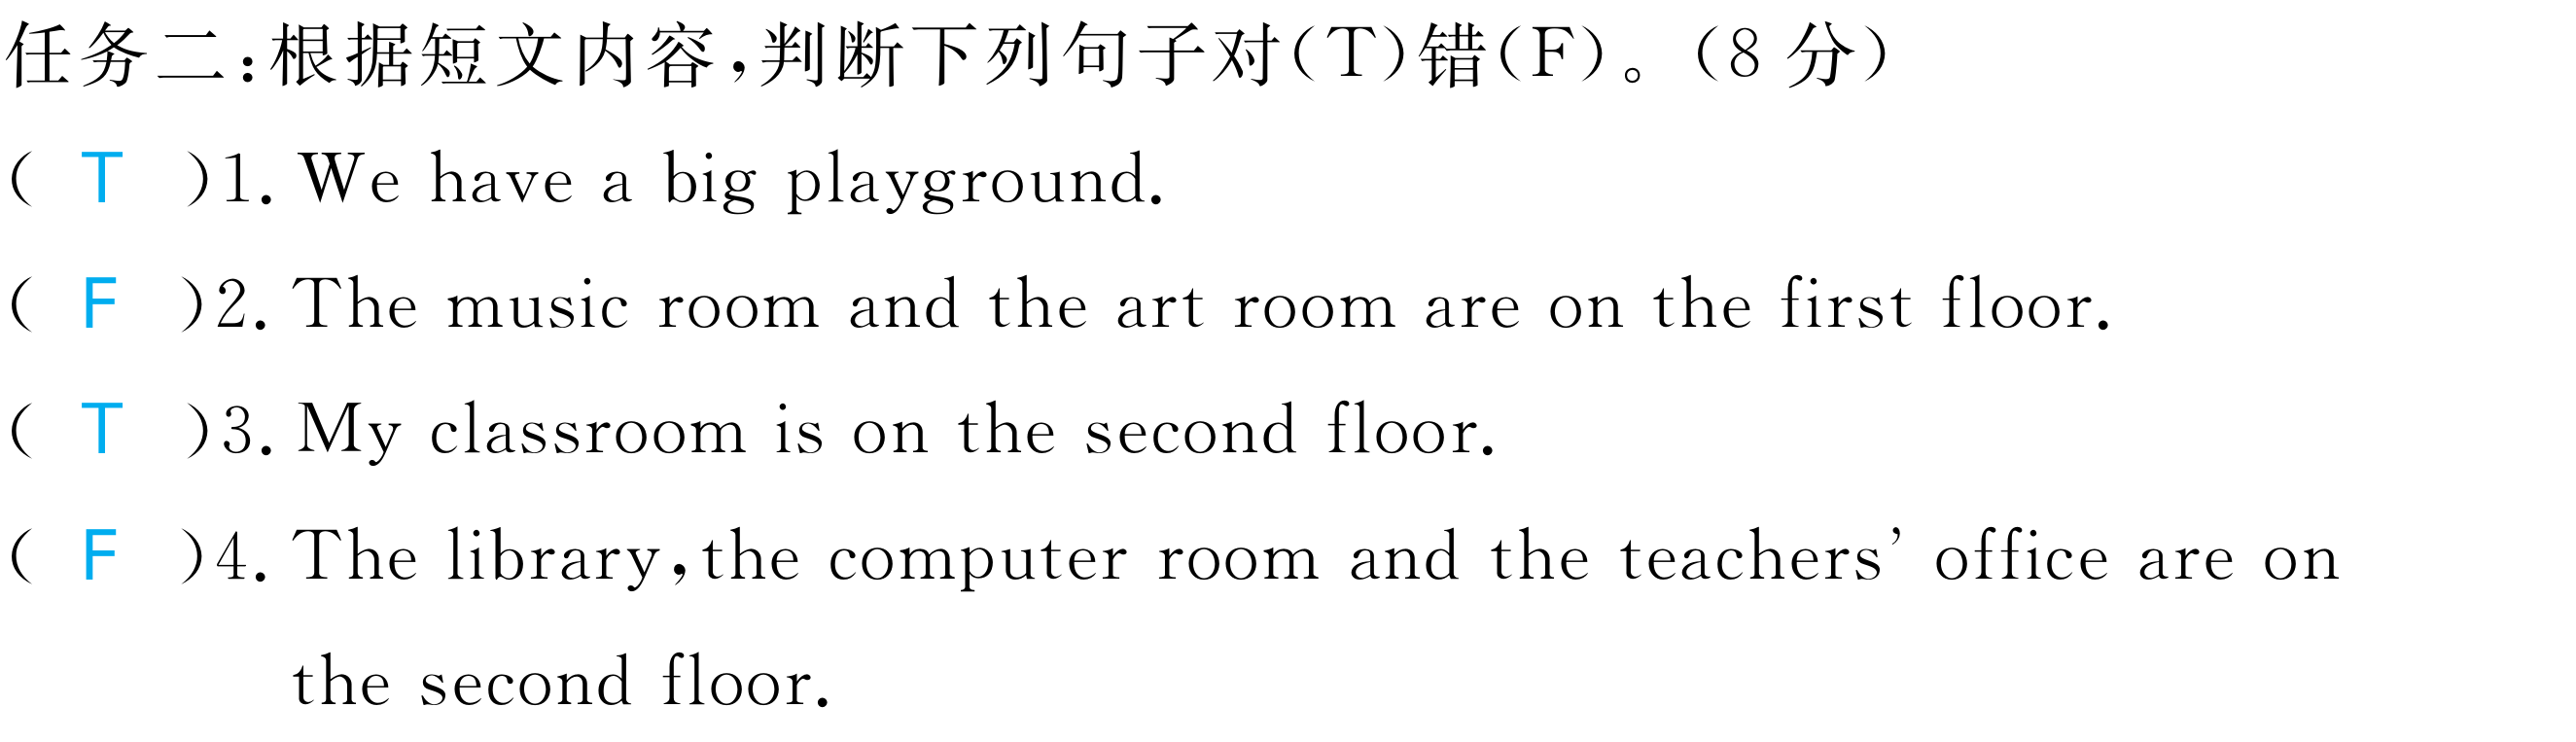 任务二:根据短文内容,判断下列句子对(T)错(F)。(8 分)
( T )1. We have a big playground.
( F )2. The music room and the art room are on the first floor.
( T )3. My classroom is on the second floor.
( F )4. The library,the computer room and the teachers’ office are on
the second floor.